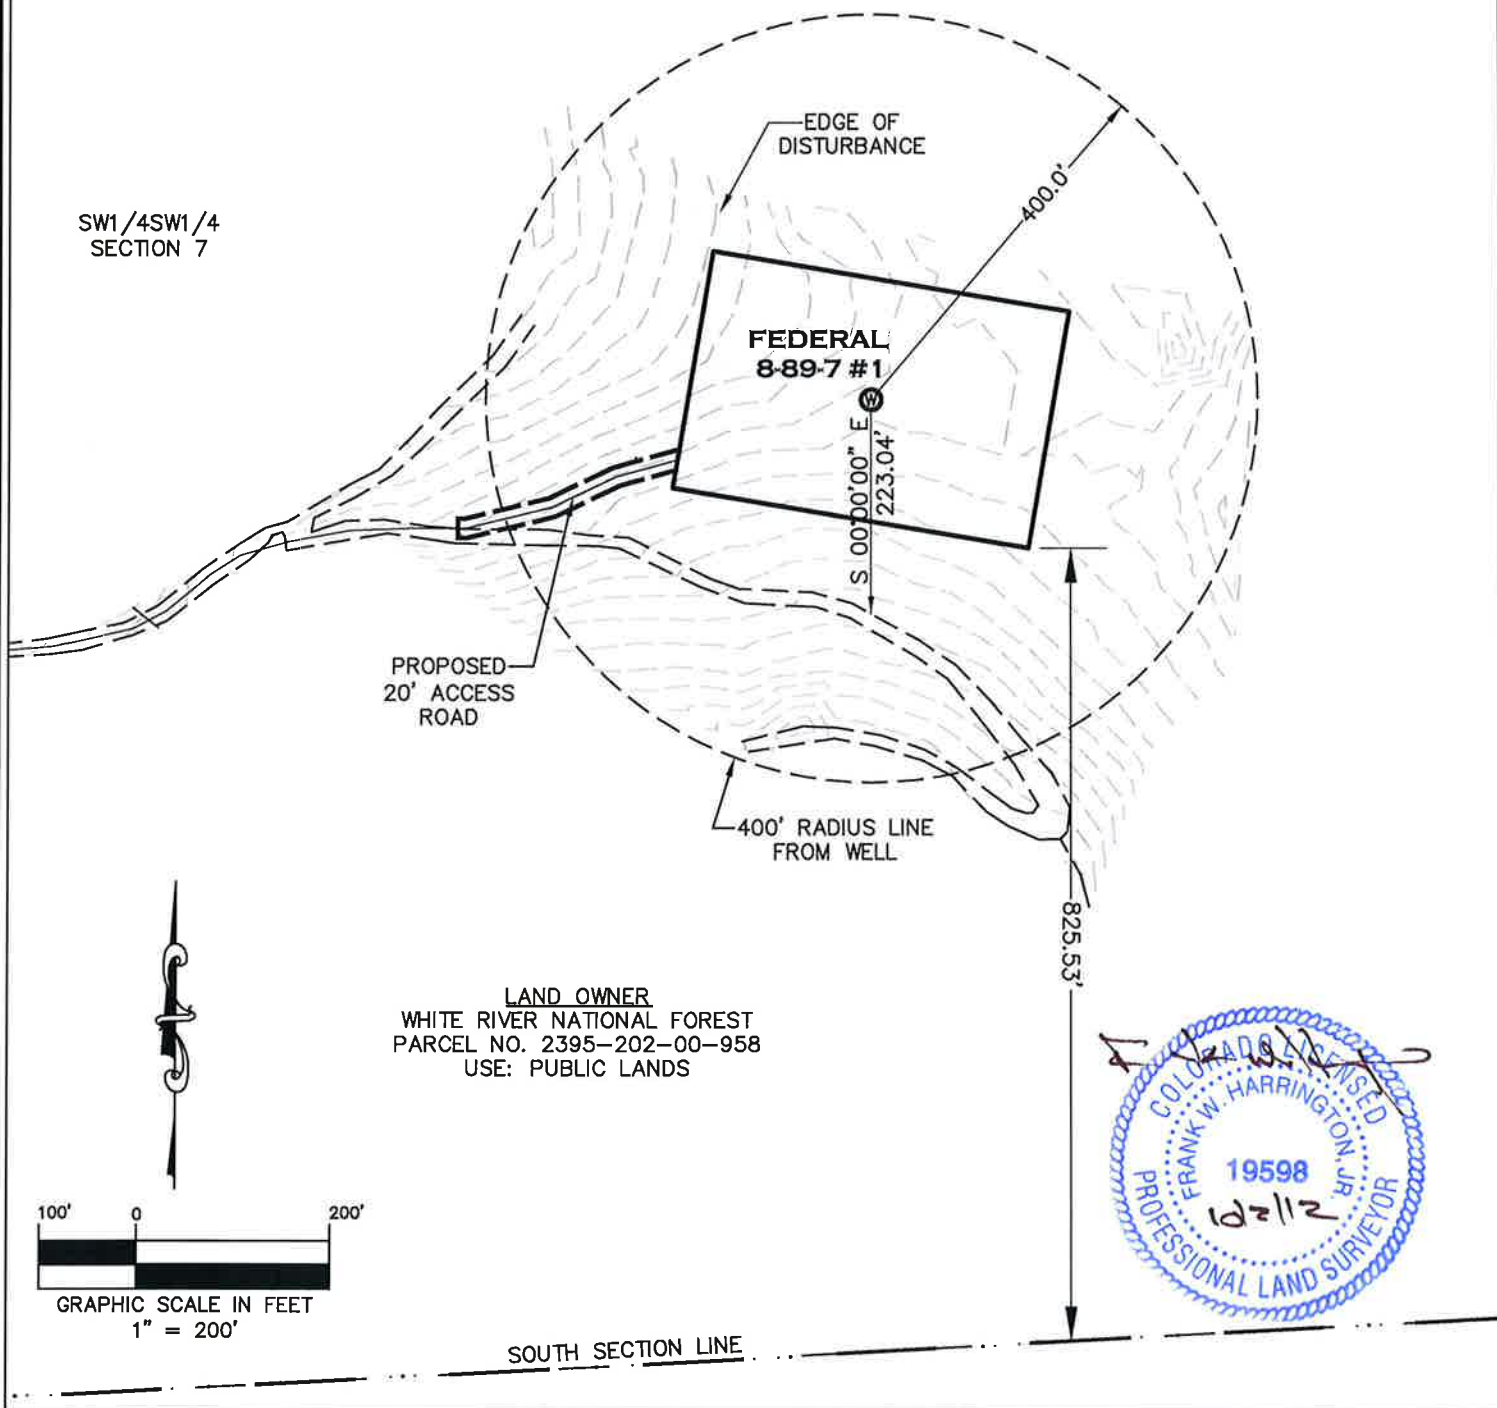 EDGE OF
DISTURBANCE
400.0'
SW1/4SW1/4
SECTION 7
FEDERAL
8-89-7 #1
W
S 00°00'00" E
223.04'
PROPOSED
20' ACCESS
ROAD
400' RADIUS LINE
FROM WELL
825.53'
LAND OWNER
WHITE RIVER NATIONAL FOREST
PARCEL NO. 2395-202-00-958
USE: PUBLIC LANDS
COLORADO LICENSED
FRANK W. HARRINGTON, JR.
19598
PROFESSIONAL LAND SURVEYOR
100' 0 200'
GRAPHIC SCALE IN FEET
1" = 200'
SOUTH SECTION LINE